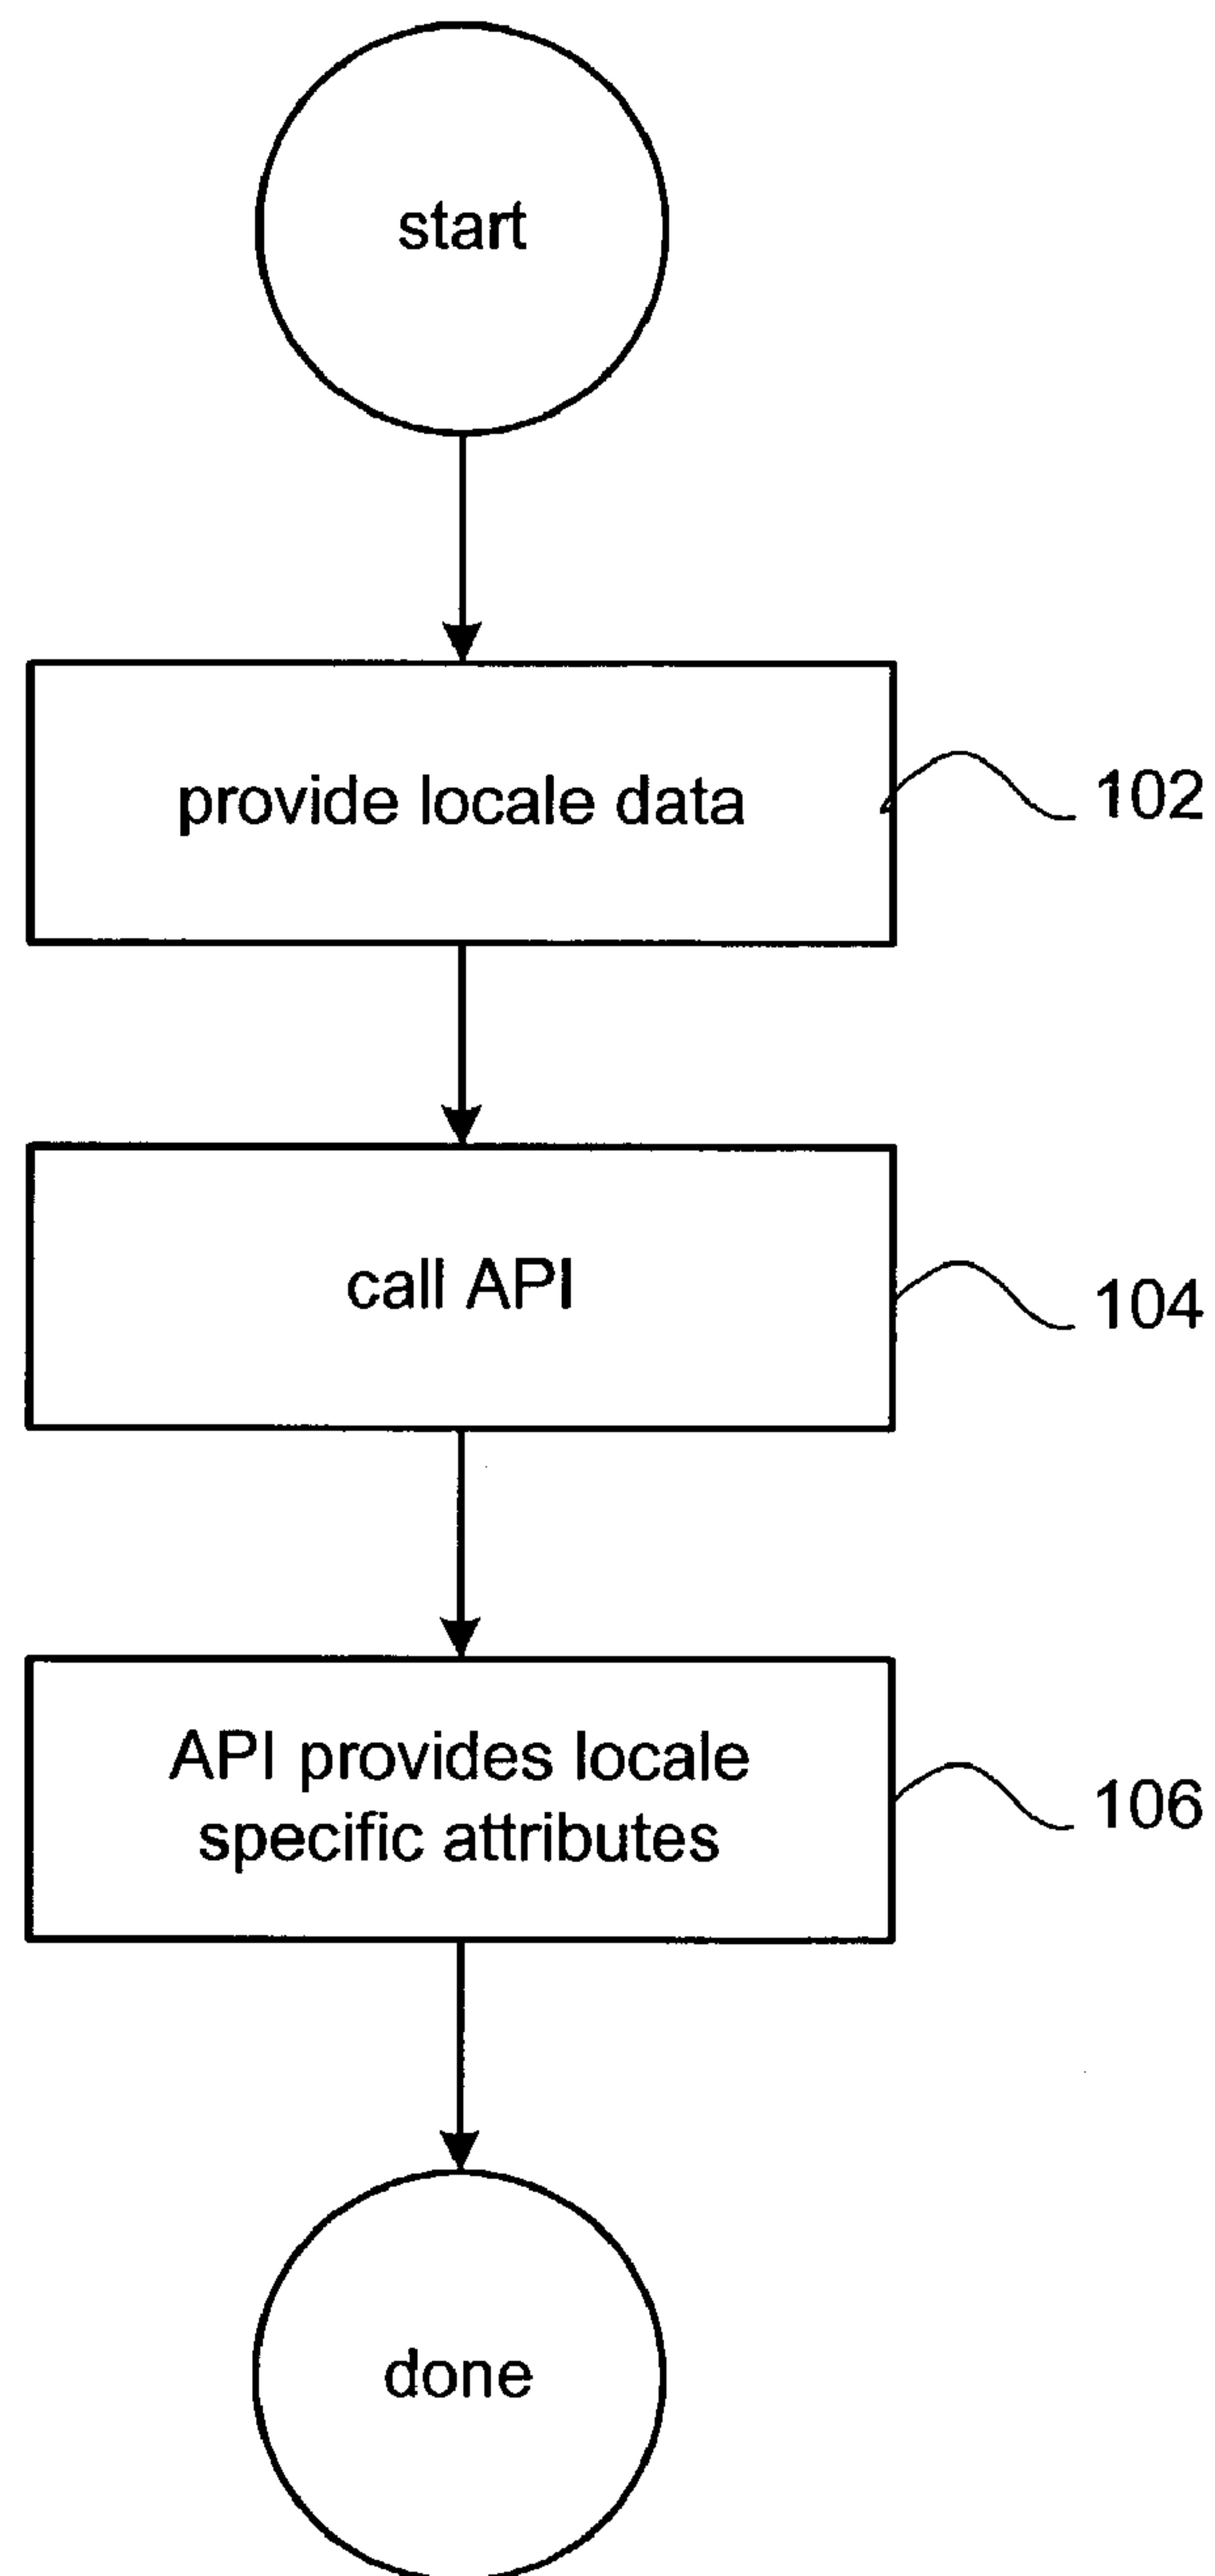 start
provide locale data
102
call API
104
API provides locale
specific attributes
106
done